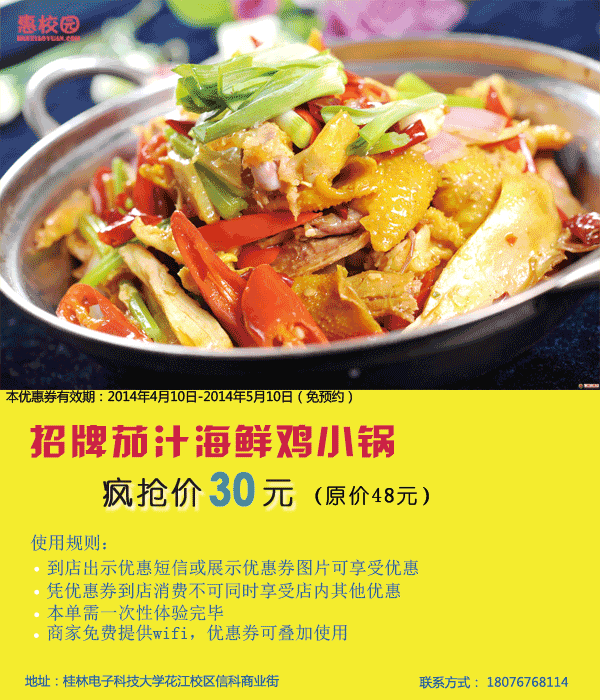 惠校园
HUIXIAOYUAN.COM
本优惠券有效期：2014年4月10日-2014年5月10日（免预约）
招牌茄汁海鲜鸡小锅
疯抢价30元（原价48元）
使用规则：
到店出示优惠短信或展示优惠券图片可享受优惠
凭优惠券到店消费不可同时享受店内其他优惠
本单需一次性体验完毕
商家免费提供wifi，优惠券可叠加使用
地址：桂林电子科技大学花江校区信科商业街 联系方式： 18076768114